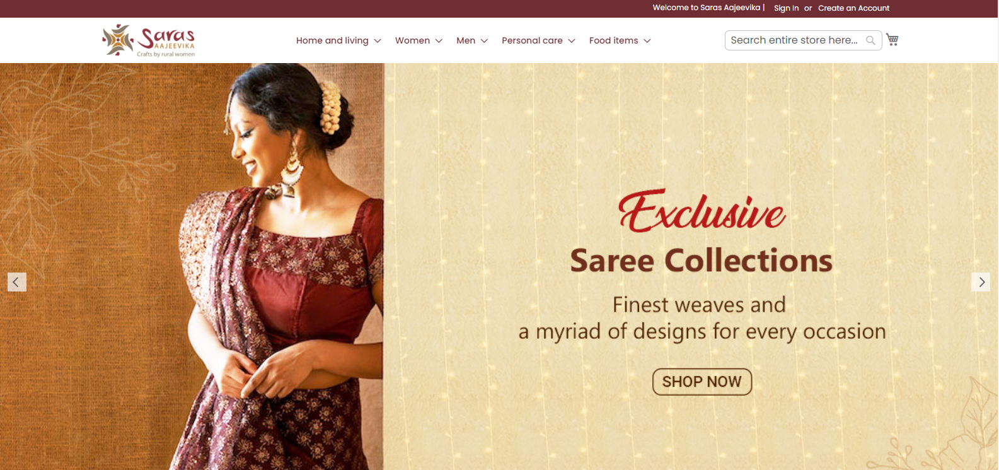 Welcome to Saras Aajeevika | Sign In or Create an Account
Saras
AAJEEVIKA
Crafts by rural women
Home and living Women Men Personal care Food items
Search entire store here...
Exclusive
Saree Collections
Finest weaves and
a myriad of designs for every occasion
SHOP NOW